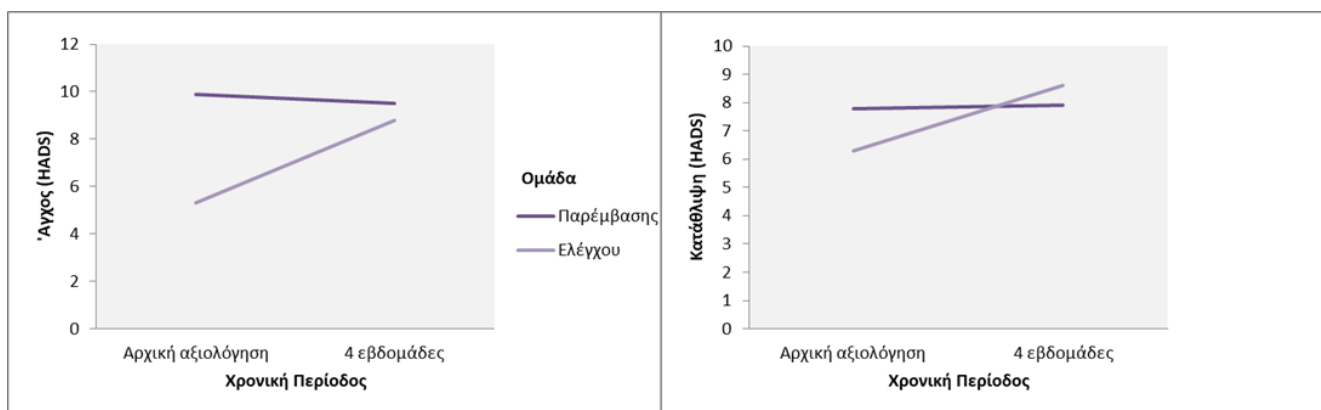 12
10
8
6
4
2
0
'Αγχος (HADS)
Αρχική αξιολόγηση
4 εβδομάδες
Χρονική Περίοδος
Ομάδα
Παρέμβασης
Ελέγχου
10
9
8
7
6
5
4
3
2
1
0
Κατάθλιψη (HADS)
Αρχική αξιολόγηση
4 εβδομάδες
Χρονική Περίοδος